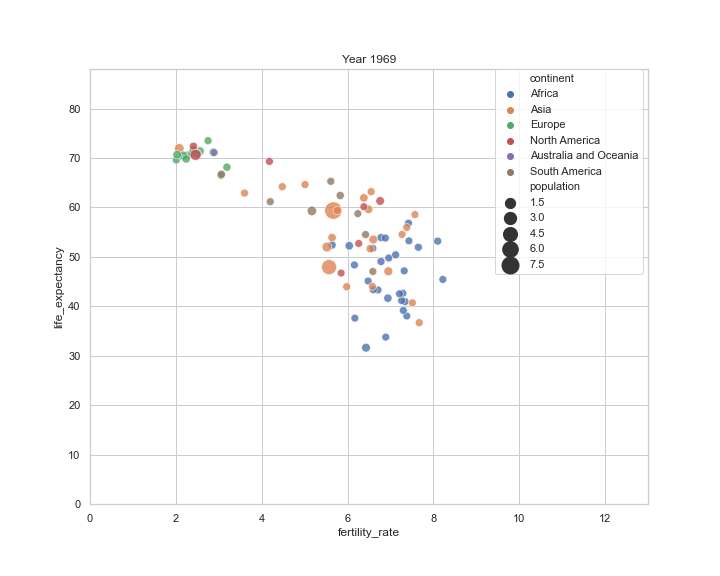 Year 1969
continent
Africa
Asia
Europe
North America
Australia and Oceania
South America
population
1.5
3.0
4.5
6.0
7.5
life_expectancy
80
70
60
50
40
30
20
10
0
0 2 4 6 8 10 12
fertility_rate